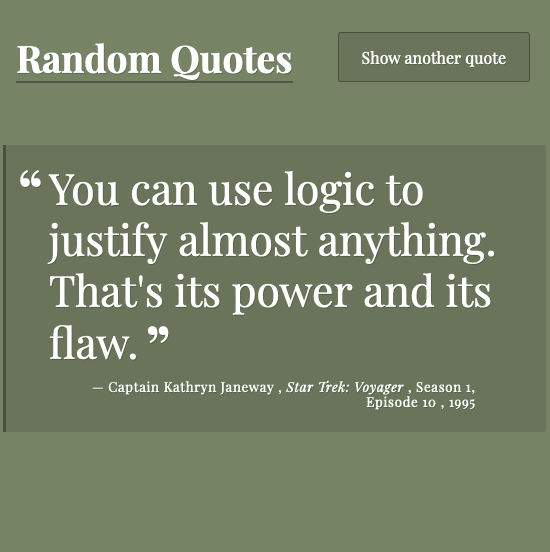 Random Quotes
Show another quote
“ You can use logic to
justify almost anything.
That's its power and its
flaw. ”
— Captain Kathryn Janeway , Star Trek: Voyager , Season 1,
Episode 10 , 1995